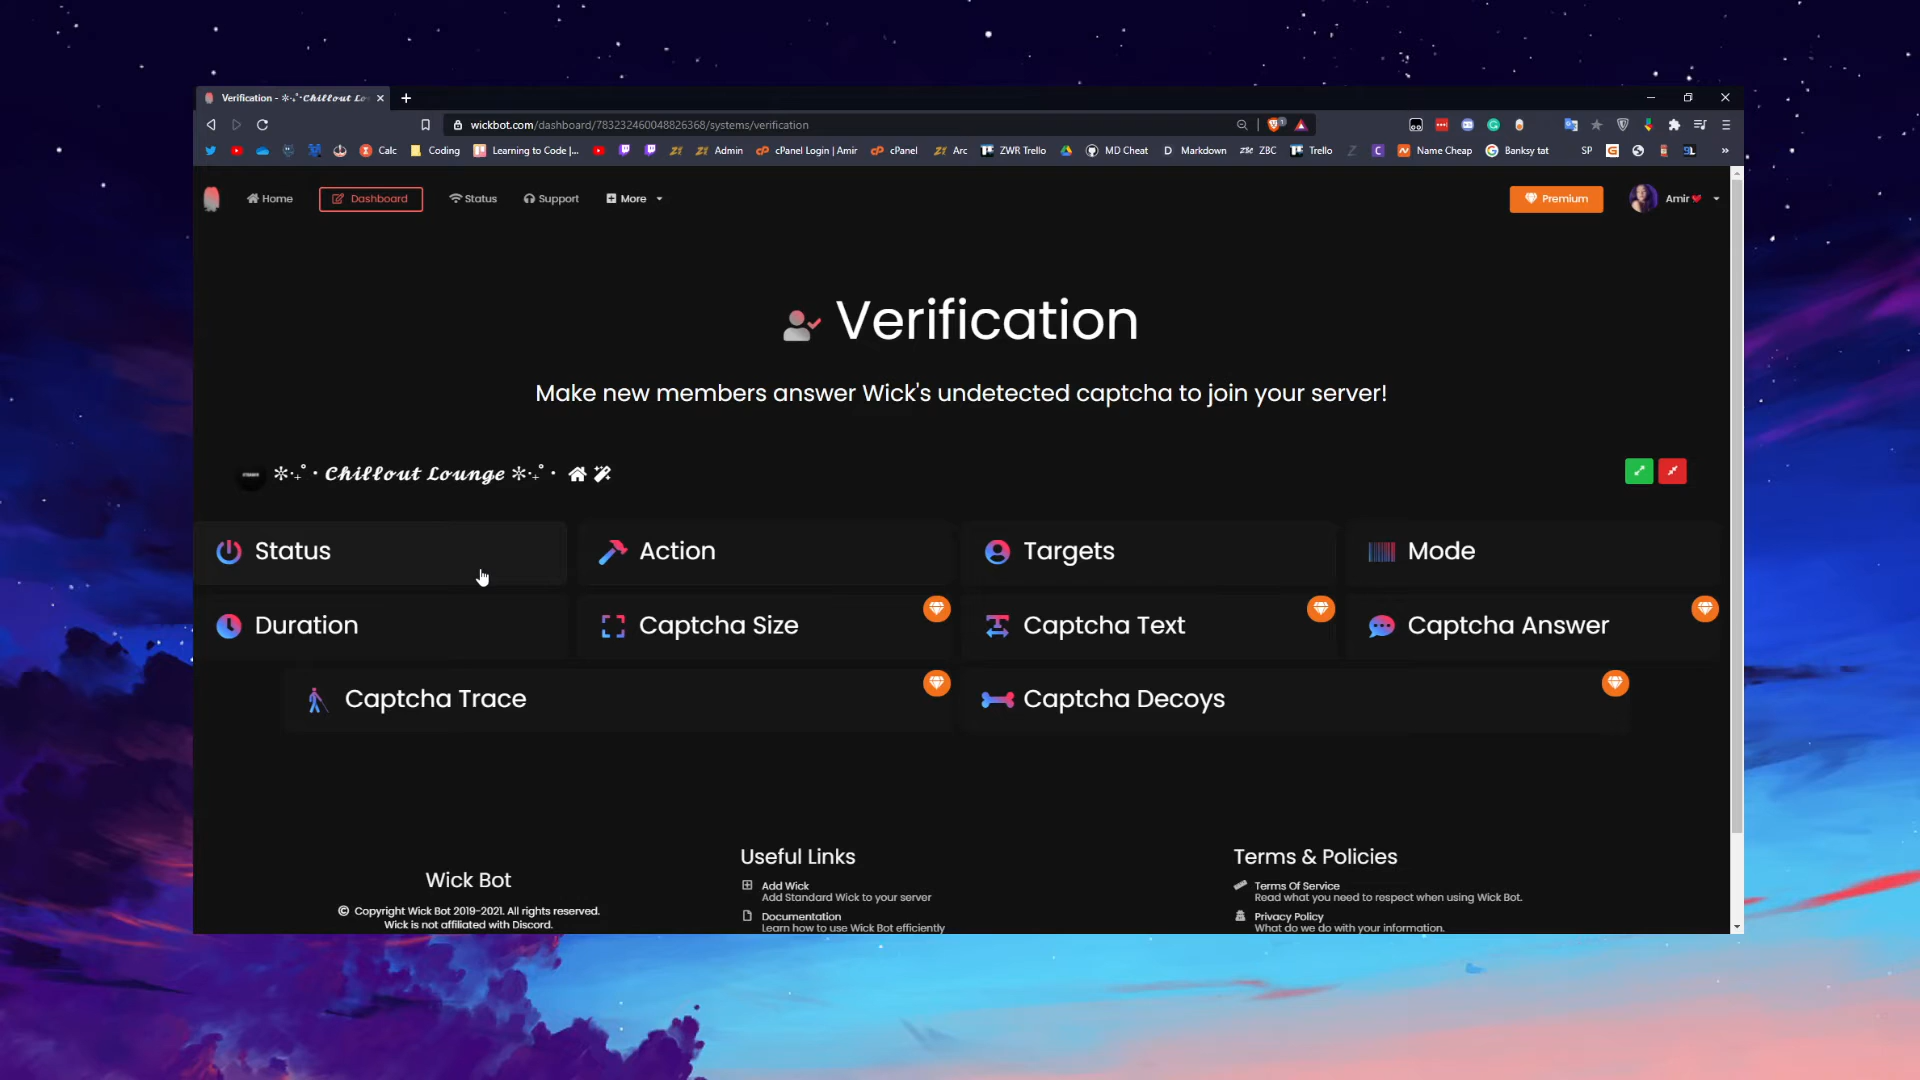 Verification - ✼·˖˚·𝓒𝓱𝓲𝓵𝓵𝓸𝓾𝓽 𝓛𝓸
wickbot.com/dashboard/783232460048826368/systems/verification
Calc Coding Learning to Code |... Admin cPanel Login | Amir cPanel Arc ZWR Trello MD Cheat Markdown ZBC Trello Name Cheap Banksy tat SP »
Home Dashboard Status Support More Premium Amir❤
Verification
Make new members answer Wick's undetected captcha to join your server!
✼·˖˚· 𝓒𝓱𝓲𝓵𝓵𝓸𝓾𝓽 𝓛𝓸𝓾𝓷𝓰𝓮 ✼·˖˚·
Status Action Targets Mode
Duration Captcha Size Captcha Text Captcha Answer
Captcha Trace Captcha Decoys
Wick Bot
© Copyright Wick Bot 2019-2021. All rights reserved.
Wick is not affiliated with Discord.
Useful Links
Add Wick
Add Standard Wick to your server
Documentation
Learn how to use Wick Bot efficiently
Terms & Policies
Terms Of Service
Read what you need to respect when using Wick Bot.
Privacy Policy
What do we do with your information.